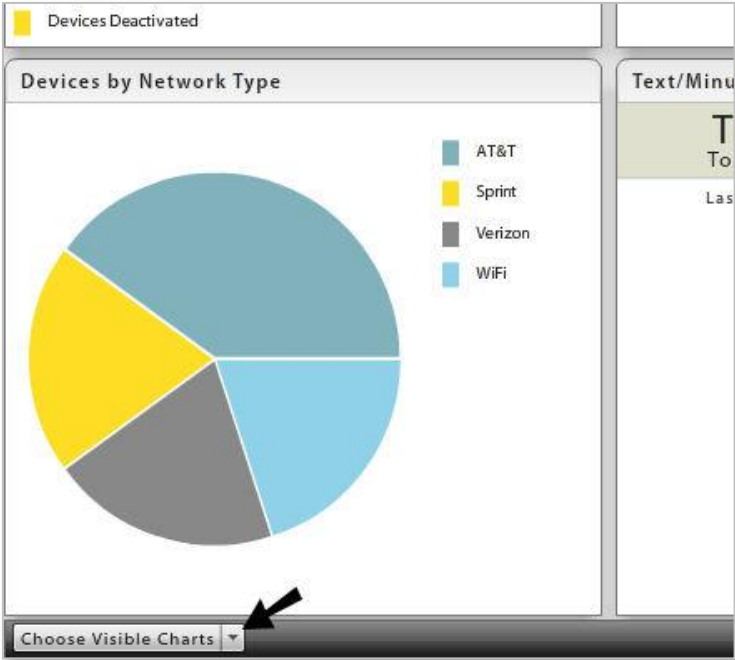 Devices Deactivated
Devices by Network Type
AT&T
Sprint
Verizon
WiFi
Text/Minu
T
To
Las
Choose Visible Charts